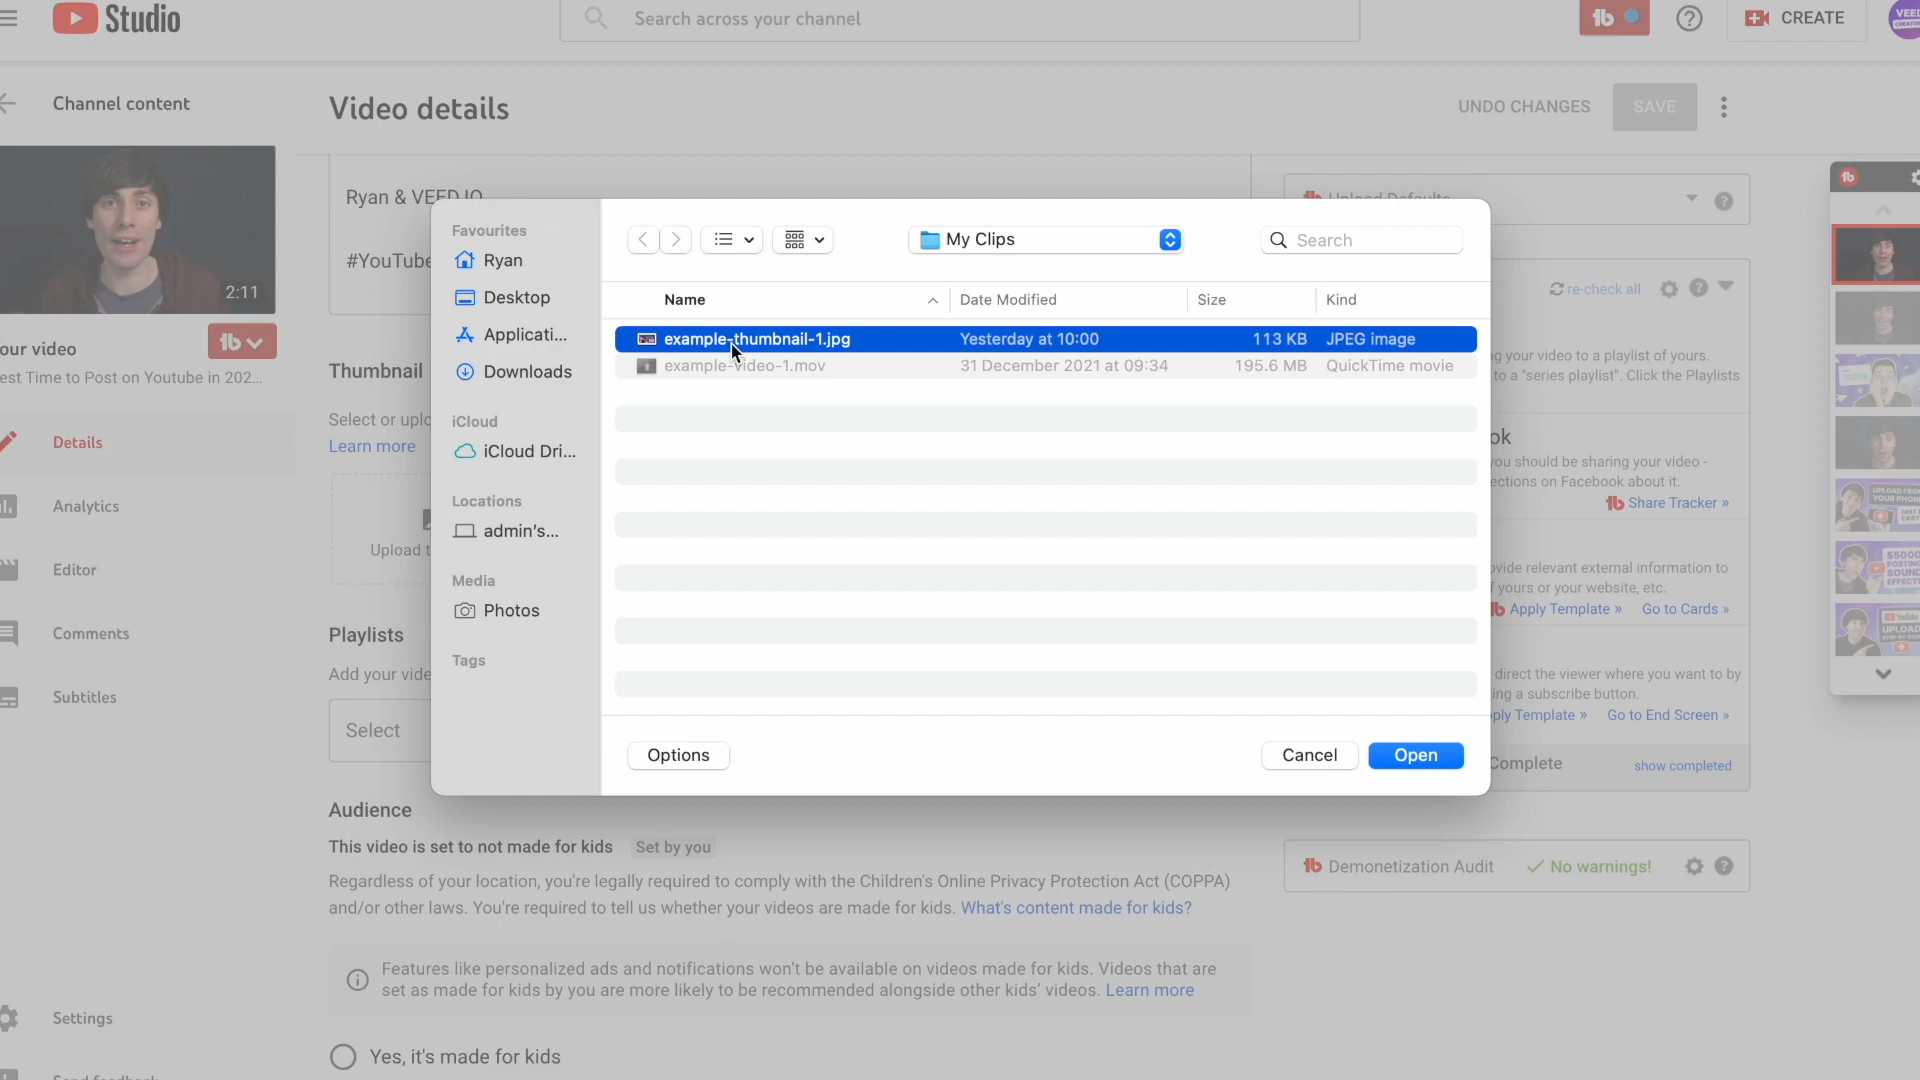 Studio
Search across your channel
CREATE
Channel content
Video details
UNDO CHANGES
SAVE
2:11
Ryan & VEED.IO
Upload Defaults
Favourites
Ryan
Desktop
Applicati...
Downloads
iCloud
iCloud Dri...
Locations
admin's...
Media
Photos
Tags
My Clips
Search
Name
Date Modified
Size
Kind
example-thumbnail-1.jpg
Yesterday at 10:00
113 KB
JPEG image
example-video-1.mov
31 December 2021 at 09:34
195.6 MB
QuickTime movie
Options
Cancel
Open
#YouTube
our video
est Time to Post on Youtube in 202...
Details
Analytics
Editor
Comments
Subtitles
Settings
Thumbnail
Select or uplo
Learn more
Upload t
Playlists
Add your vide
Select
Audience
This video is set to not made for kids
Set by you
Regardless of your location, you're legally required to comply with the Children's Online Privacy Protection Act (COPPA)
and/or other laws. You're required to tell us whether your videos are made for kids. What's content made for kids?
Features like personalized ads and notifications won't be available on videos made for kids. Videos that are
set as made for kids by you are more likely to be recommended alongside other kids' videos. Learn more
Yes, it's made for kids
re-check all
g your video to a playlist of yours.
to a "series playlist". Click the Playlists
ok
you should be sharing your video -
ections on Facebook about it.
Share Tracker »
ovide relevant external information to
f yours or your website, etc.
Apply Template » Go to Cards »
direct the viewer where you want to by
ing a subscribe button.
ply Template » Go to End Screen »
Complete
show completed
Demonetization Audit
No warnings!
UPLOAD FROM
YOUR PHONE
$5000
POSTING
SOUND
EFFECT
UPLOAD